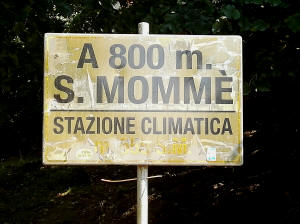 A 800 m.
S. MOMMÈ
STAZIONE CLIMATICA